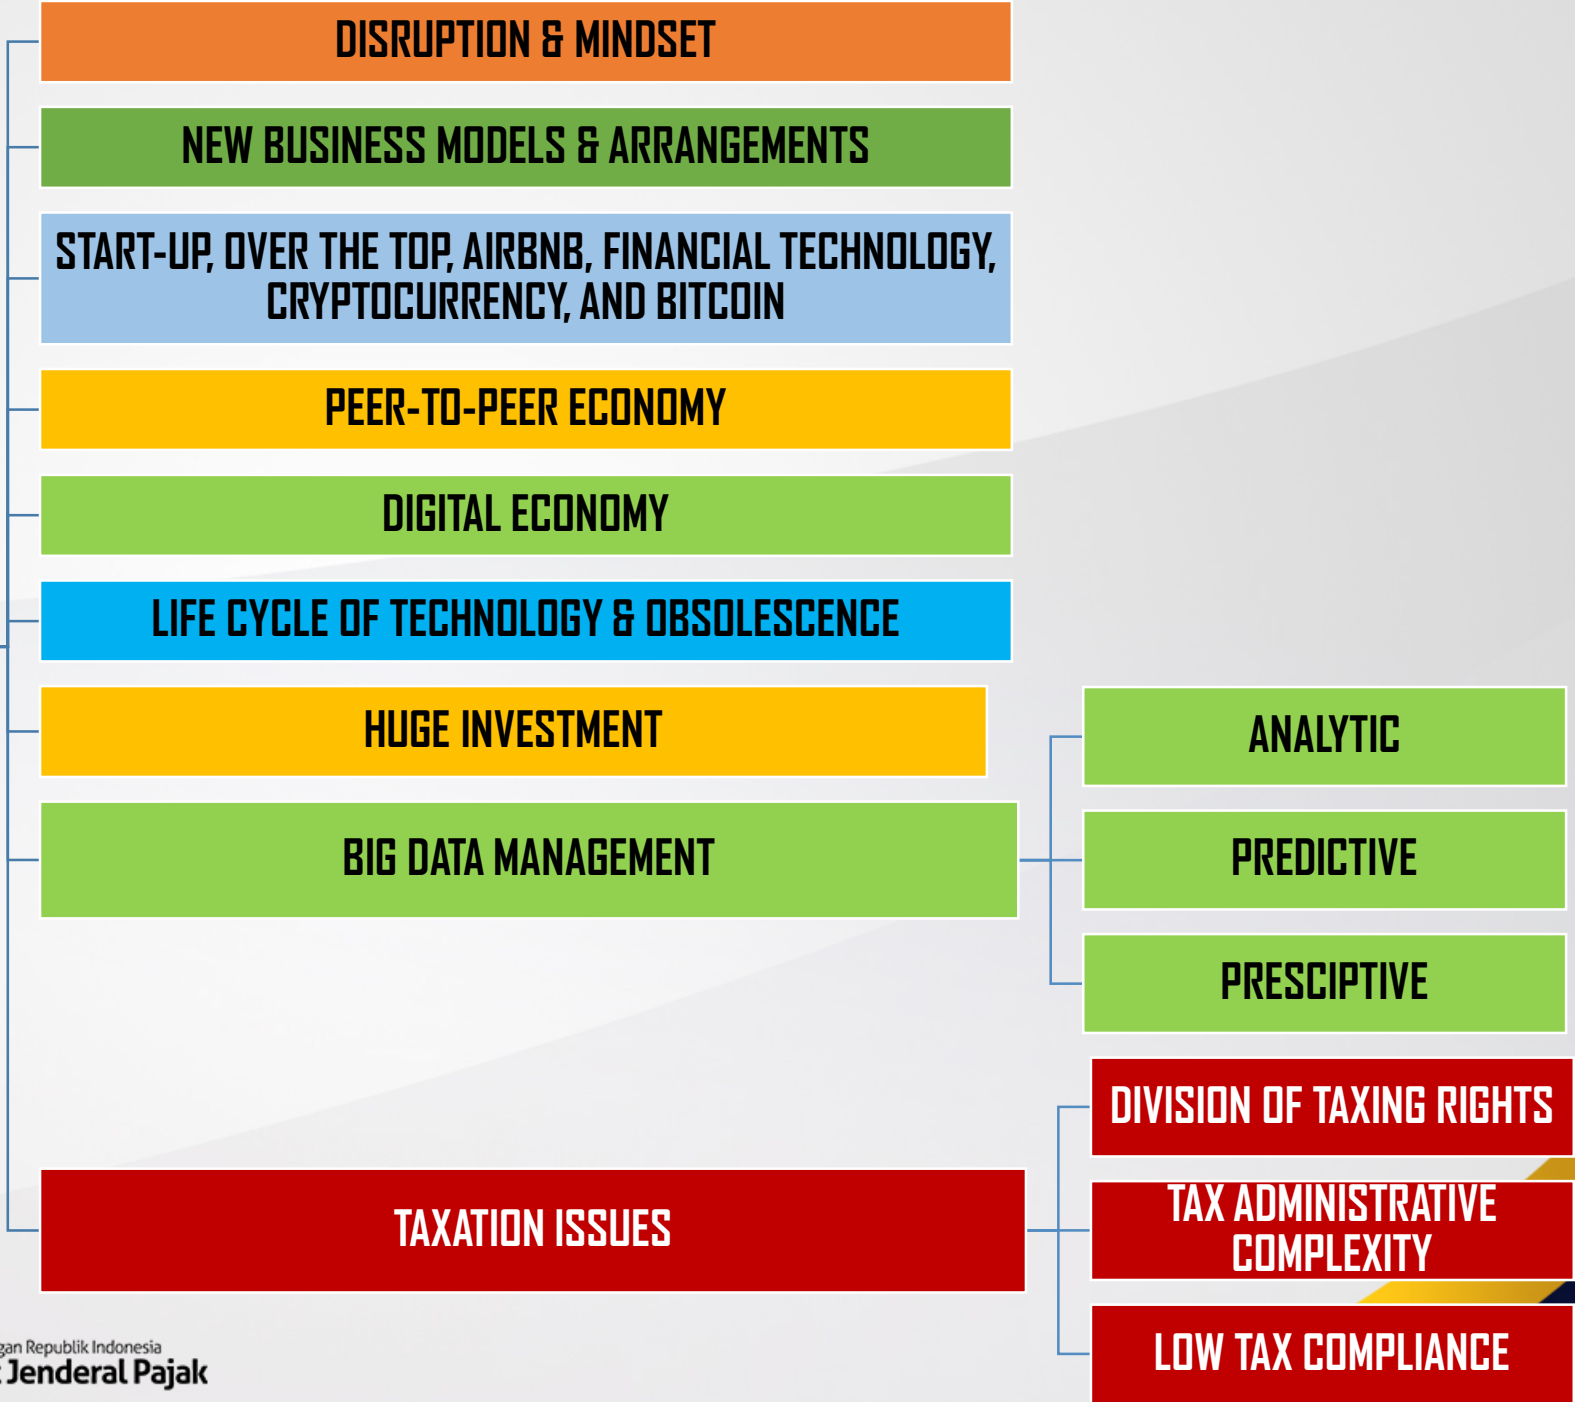 DISRUPTION & MINDSET
NEW BUSINESS MODELS & ARRANGEMENTS
START-UP, OVER THE TOP, AIRBNB, FINANCIAL TECHNOLOGY,
CRYPTOCURRENCY, AND BITCOIN
PEER-TO-PEER ECONOMY
DIGITAL ECONOMY
LIFE CYCLE OF TECHNOLOGY & OBSOLESCENCE
HUGE INVESTMENT
BIG DATA MANAGEMENT
ANALYTIC
PREDICTIVE
PRESCIPTIVE
TAXATION ISSUES
DIVISION OF TAXING RIGHTS
TAX ADMINISTRATIVE
COMPLEXITY
LOW TAX COMPLIANCE
Republik Indonesia
Jenderal Pajak